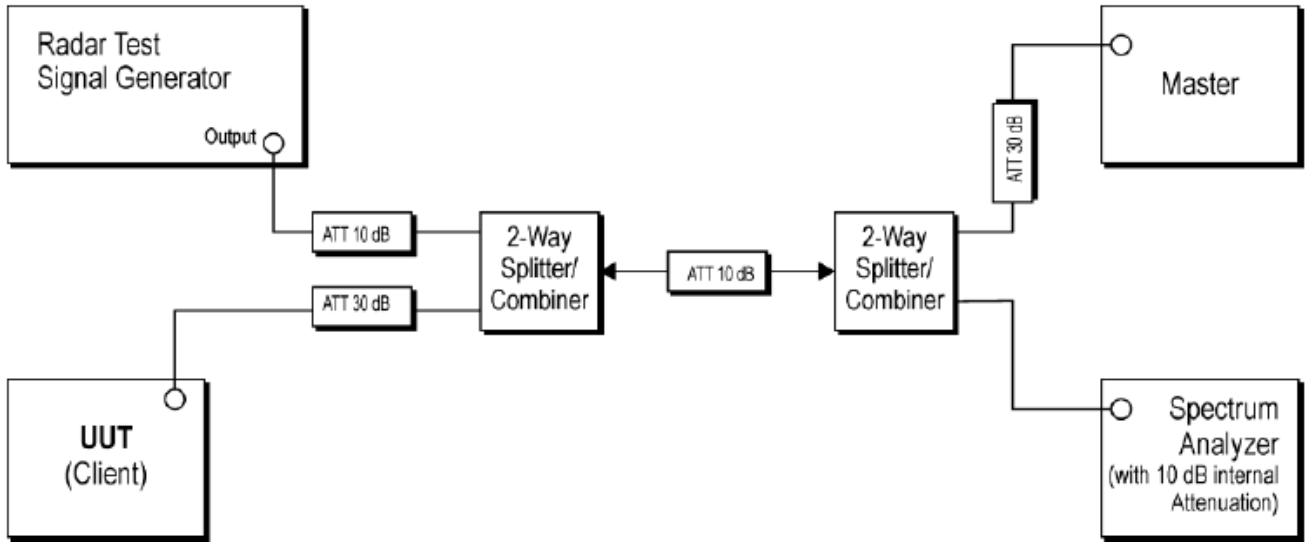 Radar Test
Signal Generator
Output
ATT 10 dB
ATT 30 dB
UUT
(Client)
2-Way
Splitter/
Combiner
ATT 10 dB
2-Way
Splitter/
Combiner
ATT 30 dB
Master
Spectrum
Analyzer
(with 10 dB internal
Attenuation)